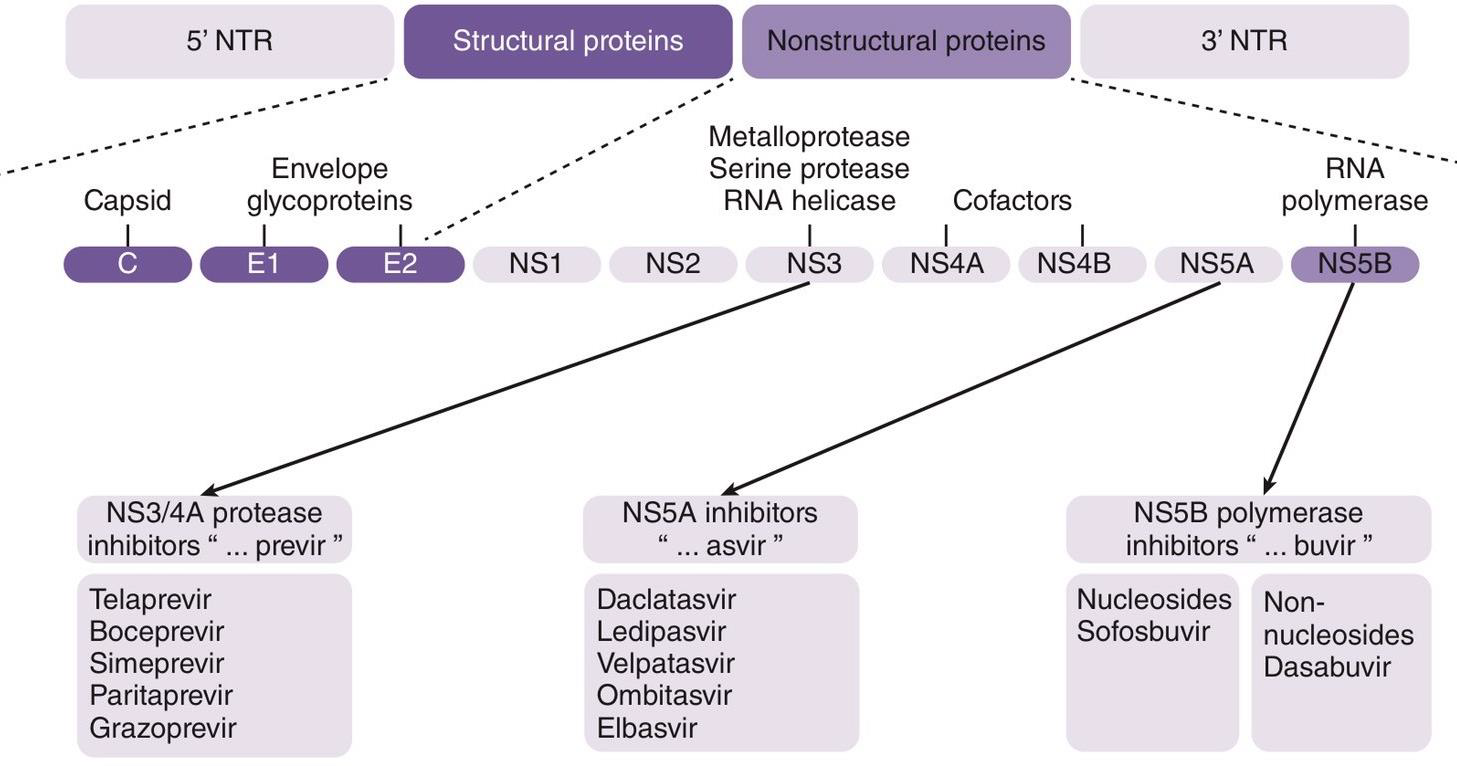 5’ NTR
Structural proteins
Nonstructural proteins
3’ NTR
Capsid
Envelope
glycoproteins
Metalloprotease
Serine protease
RNA helicase
Cofactors
RNA
polymerase
C
E1
E2
NS1
NS2
NS3
NS4A
NS4B
NS5A
NS5B
NS3/4A protease
inhibitors “ ... previr ”
Telaprevir
Boceprevir
Simeprevir
Paritaprevir
Grazoprevir
NS5A inhibitors
“ ... asvir ”
Daclatasvir
Ledipasvir
Velpatasvir
Ombitasvir
Elbasvir
NS5B polymerase
inhibitors “ ... buvir ”
Nucleosides
Sofosbuvir
Non-
nucleosides
Dasabuvir